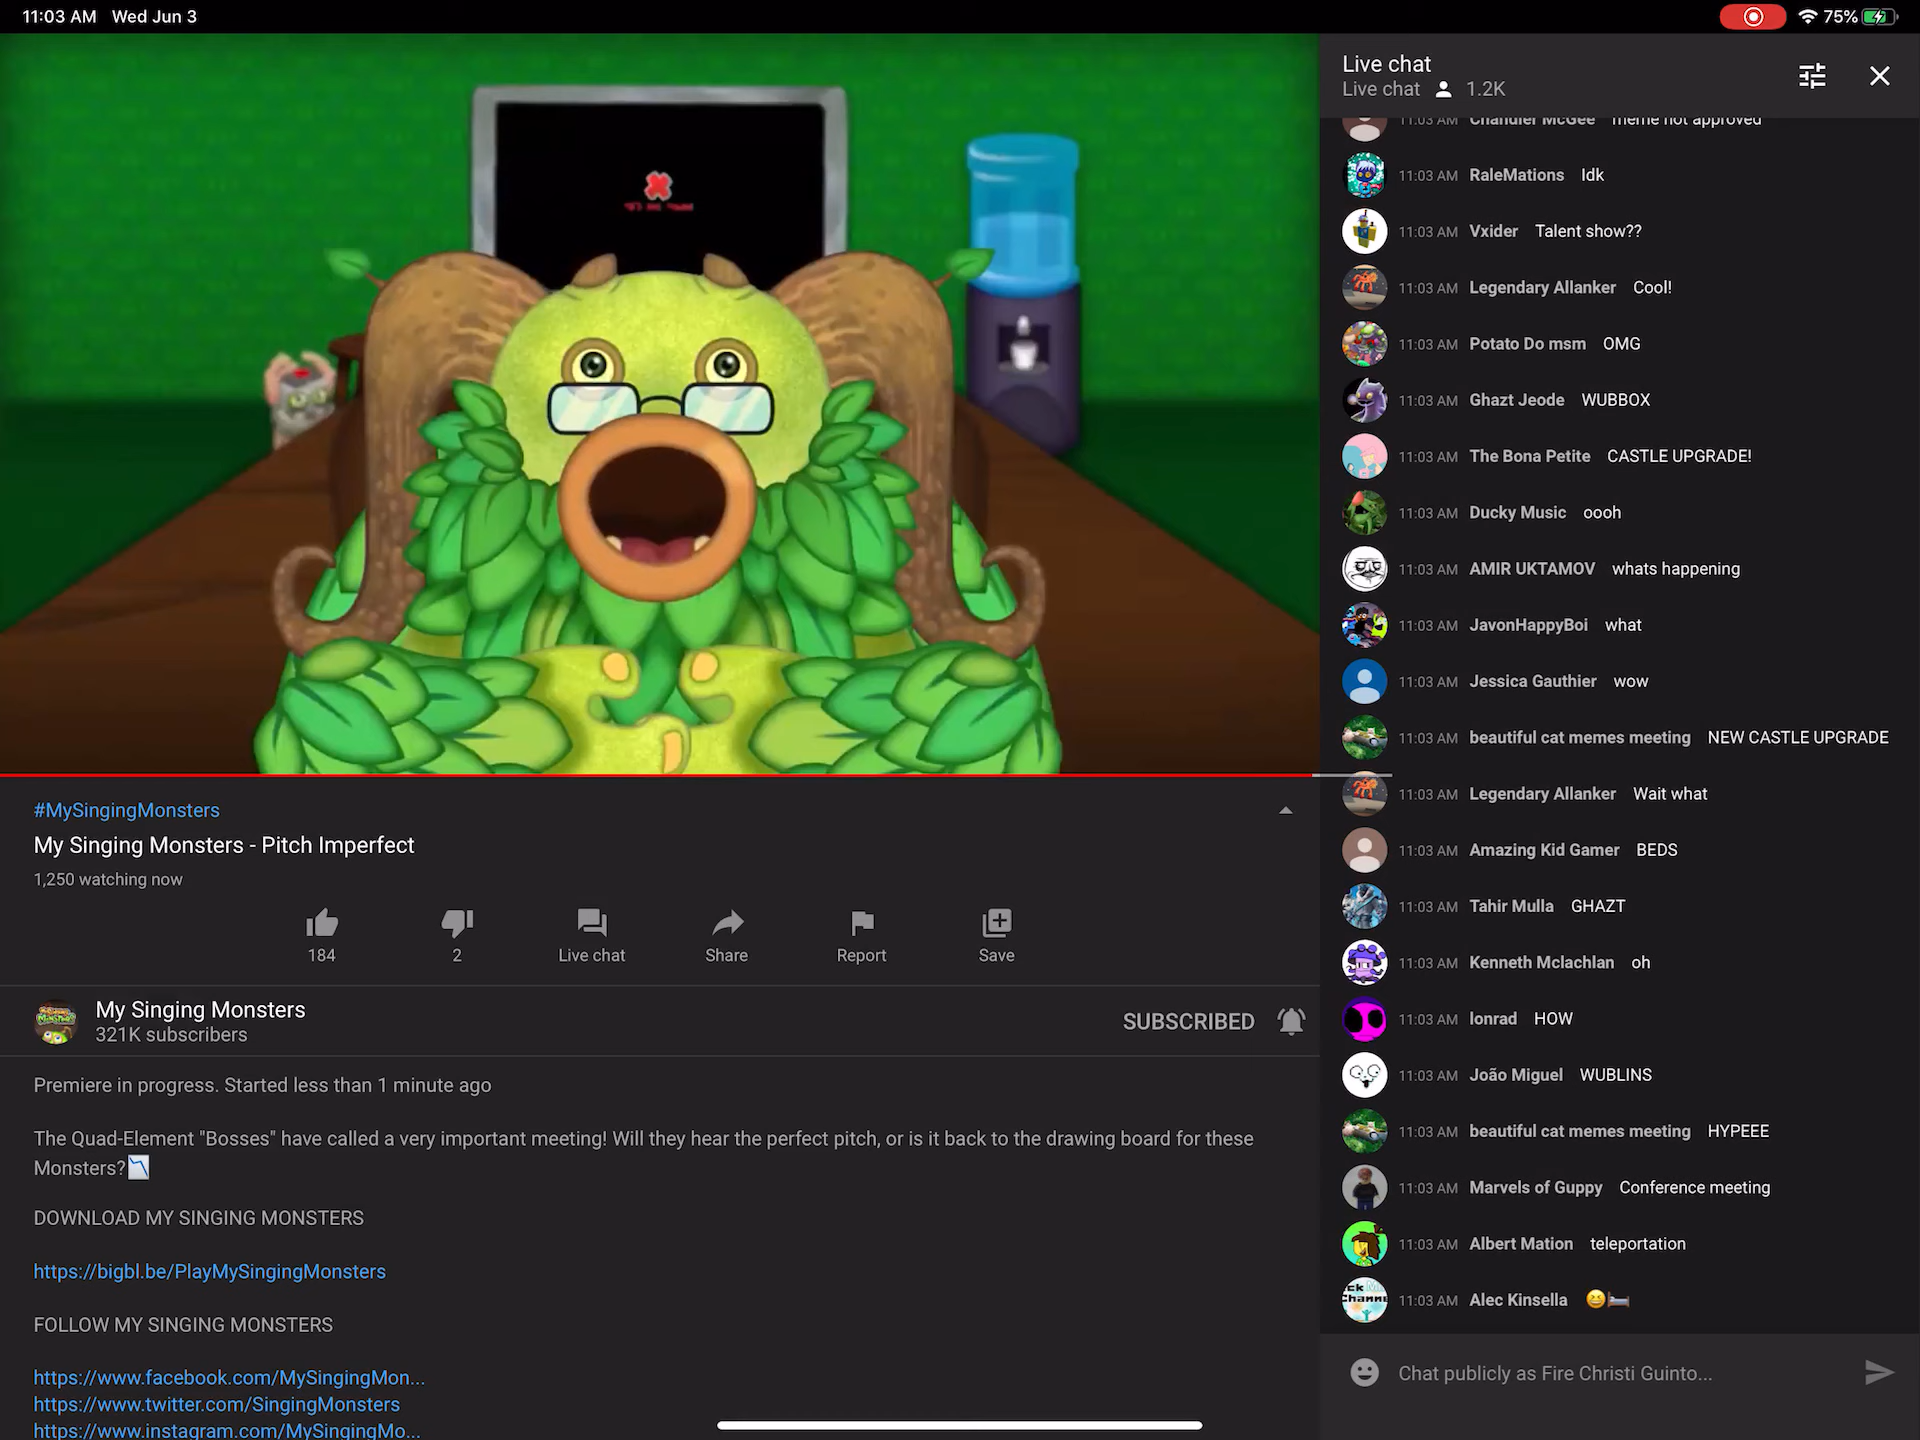 11:03 AM Wed Jun 3
75%
#MySingingMonsters
My Singing Monsters - Pitch Imperfect
1,250 watching now
184
2
Live chat
Share
Report
Save
My Singing Monsters
321K subscribers
SUBSCRIBED
Premiere in progress. Started less than 1 minute ago
The Quad-Element "Bosses" have called a very important meeting! Will they hear the perfect pitch, or is it back to the drawing board for these
Monsters?📉
DOWNLOAD MY SINGING MONSTERS
https://bigbl.be/PlayMySingingMonsters
FOLLOW MY SINGING MONSTERS
https://www.facebook.com/MySingingMon...
https://www.twitter.com/SingingMonsters
https://www.instagram.com/MySingingMo...
Live chat
Live chat 1.2K
11:03 AM Chandler McGee meme not approved
11:03 AM RaleMations Idk
11:03 AM Vxider Talent show??
11:03 AM Legendary Allanker Cool!
11:03 AM Potato Do msm OMG
11:03 AM Ghazt Jeode WUBBOX
11:03 AM The Bona Petite CASTLE UPGRADE!
11:03 AM Ducky Music oooh
11:03 AM AMIR UKTAMOV whats happening
11:03 AM JavonHappyBoi what
11:03 AM Jessica Gauthier wow
11:03 AM beautiful cat memes meeting NEW CASTLE UPGRADE
11:03 AM Legendary Allanker Wait what
11:03 AM Amazing Kid Gamer BEDS
11:03 AM Tahir Mulla GHAZT
11:03 AM Kenneth Mclachlan oh
11:03 AM lonrad HOW
11:03 AM João Miguel WUBLINS
11:03 AM beautiful cat memes meeting HYPEEE
11:03 AM Marvels of Guppy Conference meeting
11:03 AM Albert Mation teleportation
11:03 AM Alec Kinsella 😆🛏️
Chat publicly as Fire Christi Guinto...